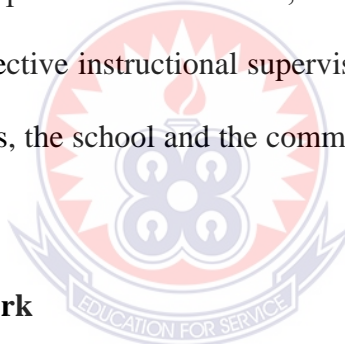 ective instructional supervis
s, the school and the comm
rk
EDUCATION FOR SERVICE